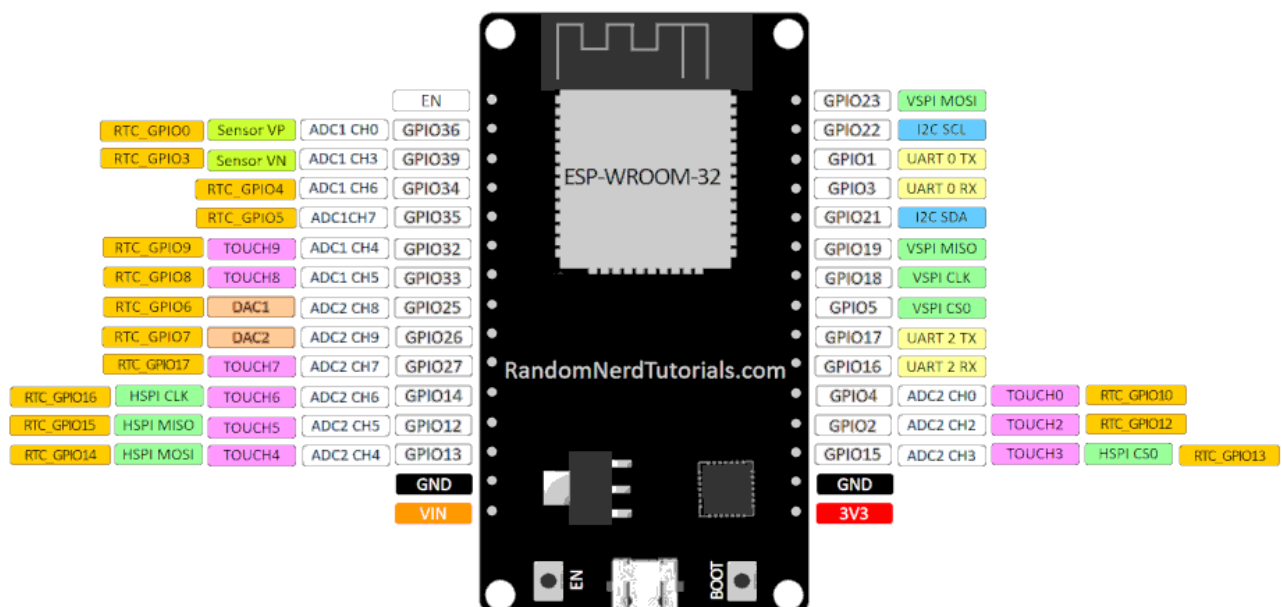 EN GPIO23 VSPI MOSI
RTC_GPIO0 Sensor VP ADC1 CH0 GPIO36 GPIO22 I2C SCL
RTC_GPIO3 Sensor VN ADC1 CH3 GPIO39 GPIO1 UART 0 TX
RTC_GPIO4 ADC1 CH6 GPIO34 ESP-WROOM-32 GPIO3 UART 0 RX
RTC_GPIO5 ADC1CH7 GPIO35 GPIO21 I2C SDA
RTC_GPIO9 TOUCH9 ADC1 CH4 GPIO32 GPIO19 VSPI MISO
RTC_GPIO8 TOUCH8 ADC1 CH5 GPIO33 GPIO18 VSPI CLK
RTC_GPIO6 DAC1 ADC2 CH8 GPIO25 GPIO5 VSPI CS0
RTC_GPIO7 DAC2 ADC2 CH9 GPIO26 GPIO17 UART 2 TX
RTC_GPIO17 TOUCH7 ADC2 CH7 GPIO27 RandomNerdTutorials.com GPIO16 UART 2 RX
RTC_GPIO16 HSPI CLK TOUCH6 ADC2 CH6 GPIO14 GPIO4 ADC2 CH0 TOUCH0 RTC_GPIO10
RTC_GPIO15 HSPI MISO TOUCH5 ADC2 CH5 GPIO12 GPIO2 ADC2 CH2 TOUCH2 RTC_GPIO12
RTC_GPIO14 HSPI MOSI TOUCH4 ADC2 CH4 GPIO13 GPIO15 ADC2 CH3 TOUCH3 HSPI CS0 RTC_GPIO13
GND GND
VIN 3V3
EN BOOT